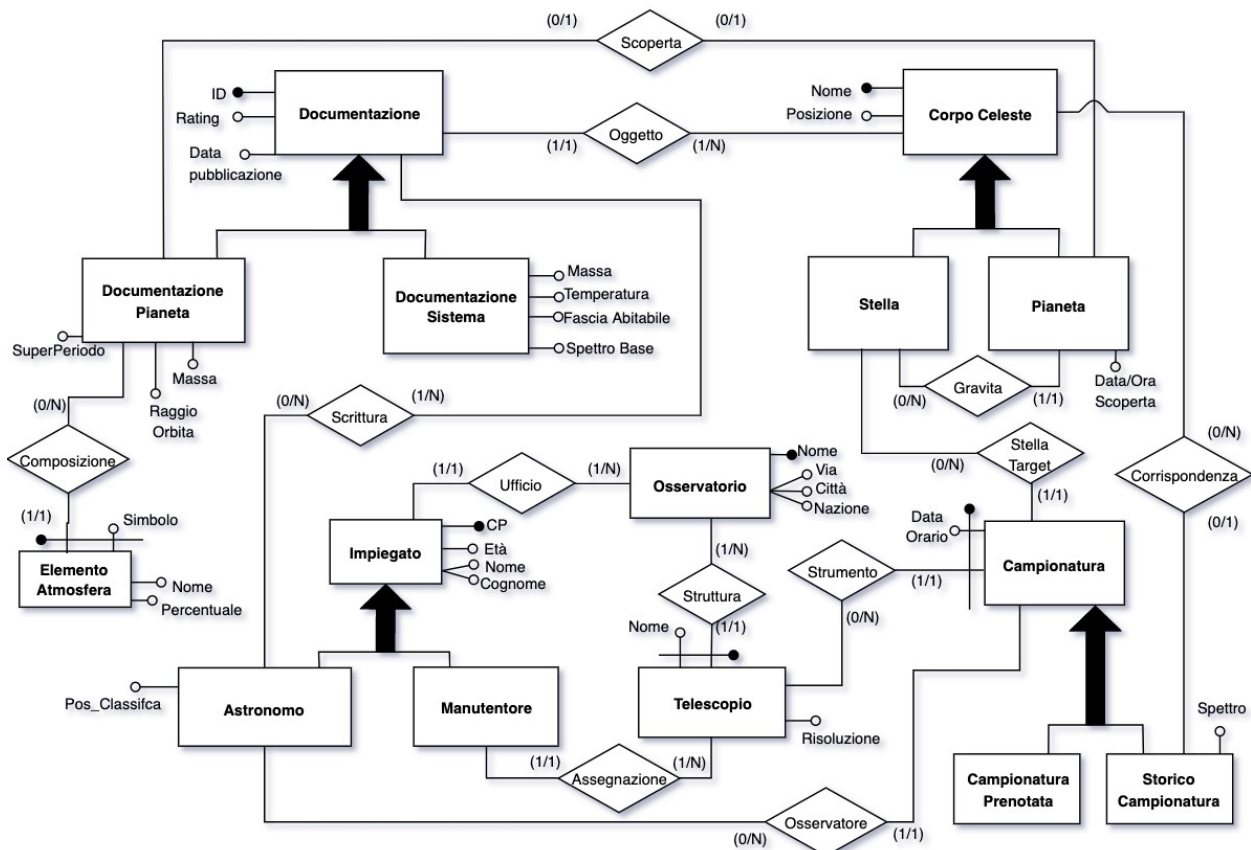 (0/1)
(0/1)
Scoperta
ID
Rating
Data
pubblicazione
Documentazione
(1/1)
Oggetto
(1/N)
Nome
Posizione
Corpo Celeste
Documentazione
Pianeta
SuperPeriodo
Massa
Raggio
Orbita
Documentazione
Sistema
Massa
Temperatura
Fascia Abitabile
Spettro Base
Stella
Pianeta
(0/N)
Gravita
(1/1)
Data/Ora
Scoperta
(0/N)
Composizione
(1/1)
Simbolo
Elemento
Atmosfera
Nome
Percentuale
(0/N)
Scrittura
(1/N)
(1/1)
Ufficio
(1/N)
Osservatorio
Nome
Via
Città
Nazione
(0/N)
Stella
Target
(1/1)
(0/N)
Corrispondenza
(0/1)
Impiegato
CP
Età
Nome
Cognome
(1/N)
Struttura
(1/1)
Strumento
(1/1)
(0/N)
Data
Orario
Campionatura
Pos_Classifca
Astronomo
Manutentore
Nome
Telescopio
Risoluzione
(1/1)
Assegnazione
(1/N)
Spettro
Campionatura
Prenotata
Storico
Campionatura
(0/N)
Osservatore
(1/1)